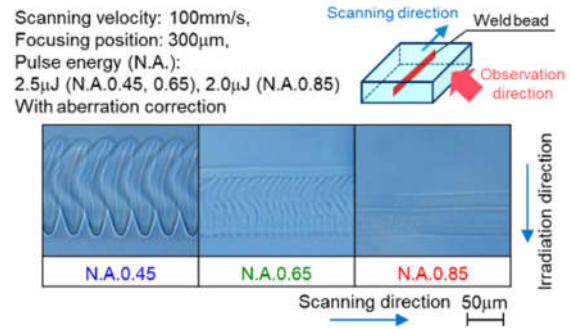 Scanning velocity: 100mm/s,
Focusing position: 300μm,
Pulse energy (N.A.):
2.5μJ (N.A.0.45, 0.65), 2.0μJ (N.A.0.85)
With aberration correction
Scanning direction
Weld bead
Observation
direction
Irradiation direction
N.A.0.45
N.A.0.65
N.A.0.85
Scanning direction
50μm